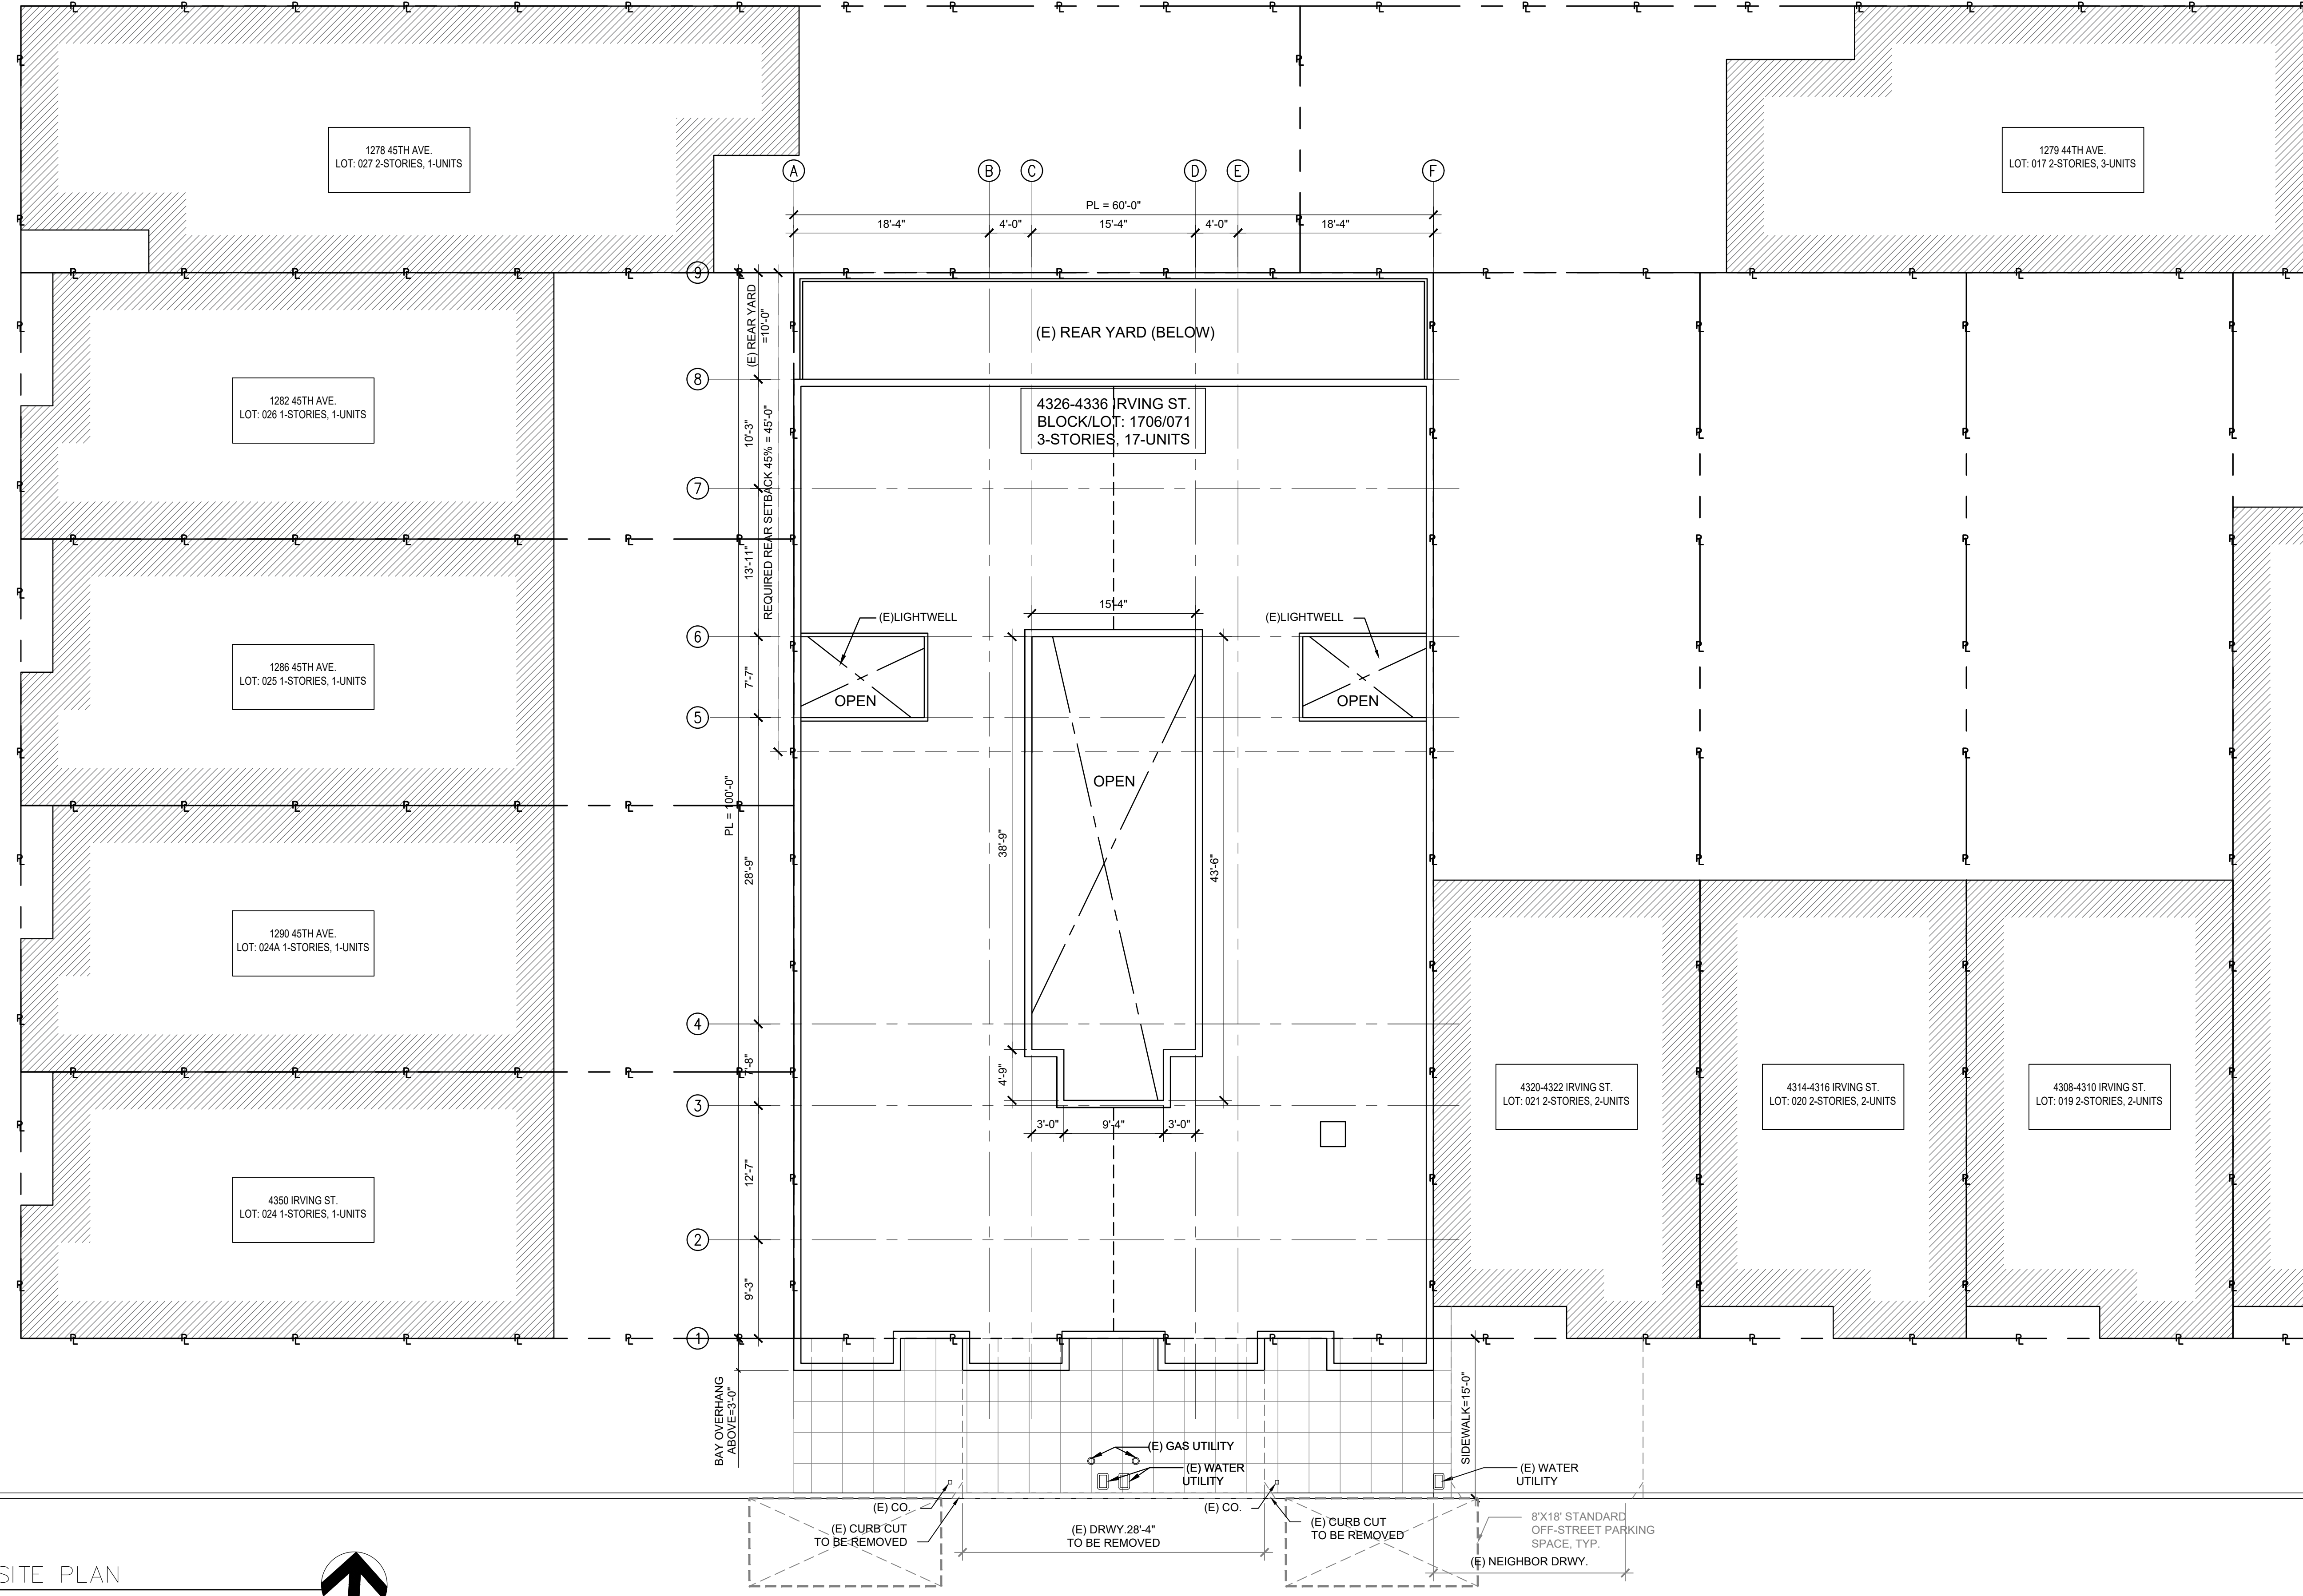 1278 45TH AVE.
LOT: 027 2-STORIES, 1-UNITS
1279 44TH AVE.
LOT: 017 2-STORIES, 3-UNITS
A
B
C
D
E
F
PL = 60'-0"
18'-4"
4'-0"
15'-4"
4'-0"
18'-4"
9
(E) REAR YARD
=10'-0"
(E) REAR YARD (BELOW)
8
4326-4336 IRVING ST.
BLOCK/LOT: 1706/071
3-STORIES, 17-UNITS
1282 45TH AVE.
LOT: 026 1-STORIES, 1-UNITS
10'-3"
REQUIRED REAR SETBACK 45% = 45'-0"
7
13'-11"
15'-4"
(E)LIGHTWELL
(E)LIGHTWELL
6
1286 45TH AVE.
LOT: 025 1-STORIES, 1-UNITS
7'-7"
OPEN
OPEN
5
OPEN
PL = 100'-0"
38'-9"
43'-6"
28'-9"
1290 45TH AVE.
LOT: 024A 1-STORIES, 1-UNITS
4
7'-8"
4'-9"
3
3'-0"
9'-4"
3'-0"
4320-4322 IRVING ST.
LOT: 021 2-STORIES, 2-UNITS
4314-4316 IRVING ST.
LOT: 020 2-STORIES, 2-UNITS
4308-4310 IRVING ST.
LOT: 019 2-STORIES, 2-UNITS
12'-7"
4350 IRVING ST.
LOT: 024 1-STORIES, 1-UNITS
2
9'-3"
1
BAY OVERHANG
ABOVE=3'-0"
SIDEWALK=15'-0"
(E) GAS UTILITY
(E) WATER
UTILITY
(E) WATER
UTILITY
(E) CO.
(E) CO.
(E) CURB CUT
TO BE REMOVED
(E) DRWY.28'-4"
TO BE REMOVED
(E) CURB CUT
TO BE REMOVED
8'X18' STANDARD
OFF-STREET PARKING
SPACE, TYP.
(E) NEIGHBOR DRWY.
SITE PLAN